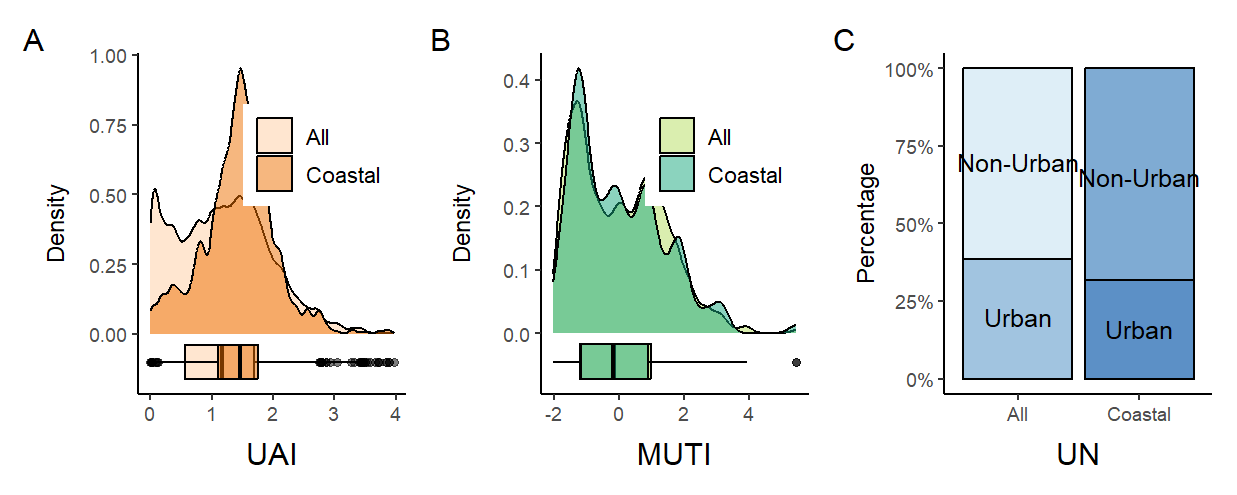 A
Density
1.00
0.75
0.50
0.25
0.00
All
Coastal
0
1
2
3
4
UAI
B
Density
0.4
0.3
0.2
0.1
0.0
All
Coastal
-2
0
2
4
MUTI
C
Percentage
100%
75%
50%
25%
0%
Non-Urban
Non-Urban
Urban
Urban
All
Coastal
UN